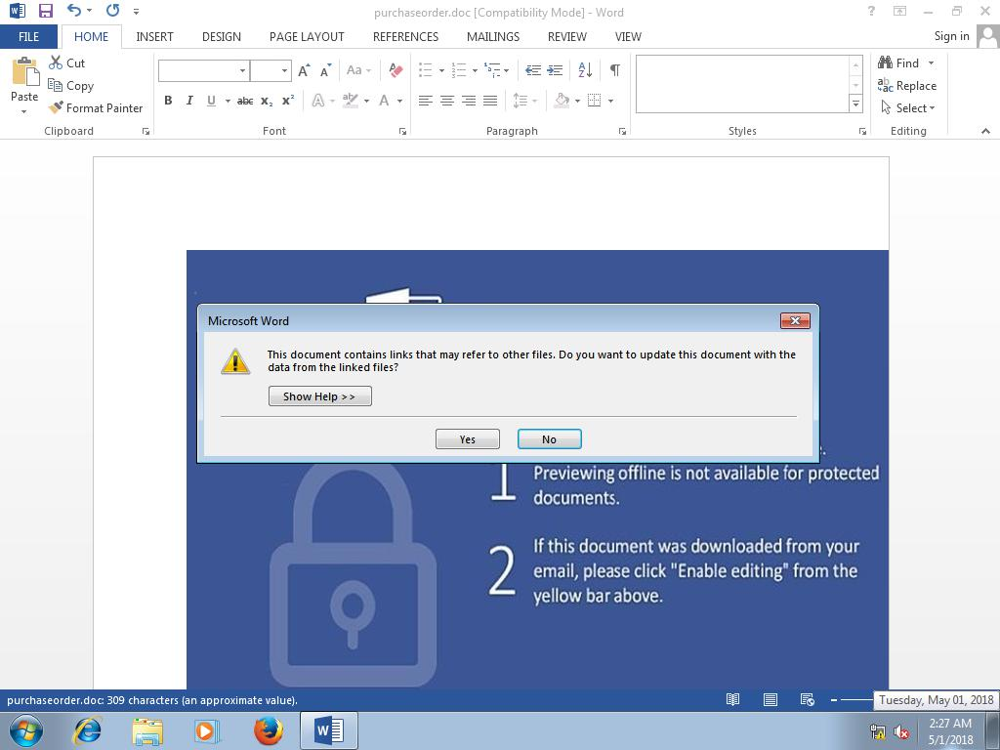 purchaseorder.doc [Compatibility Mode] - Word
?
FILE HOME INSERT DESIGN PAGE LAYOUT REFERENCES MAILINGS REVIEW VIEW Sign in
Paste
Cut
Copy
Format Painter
Clipboard
Aa
B I U abc x₂ x²
A A
Font
Paragraph
Styles
Find
Replace
Select
Editing
Microsoft Word
This document contains links that may refer to other files. Do you want to update this document with the
data from the linked files?
Show Help >>
Yes No
1
Previewing offline is not available for protected
documents.
2
If this document was downloaded from your
email, please click "Enable editing" from the
yellow bar above.
purchaseorder.doc: 309 characters (an approximate value).
Tuesday, May 01, 2018
2:27 AM
5/1/2018